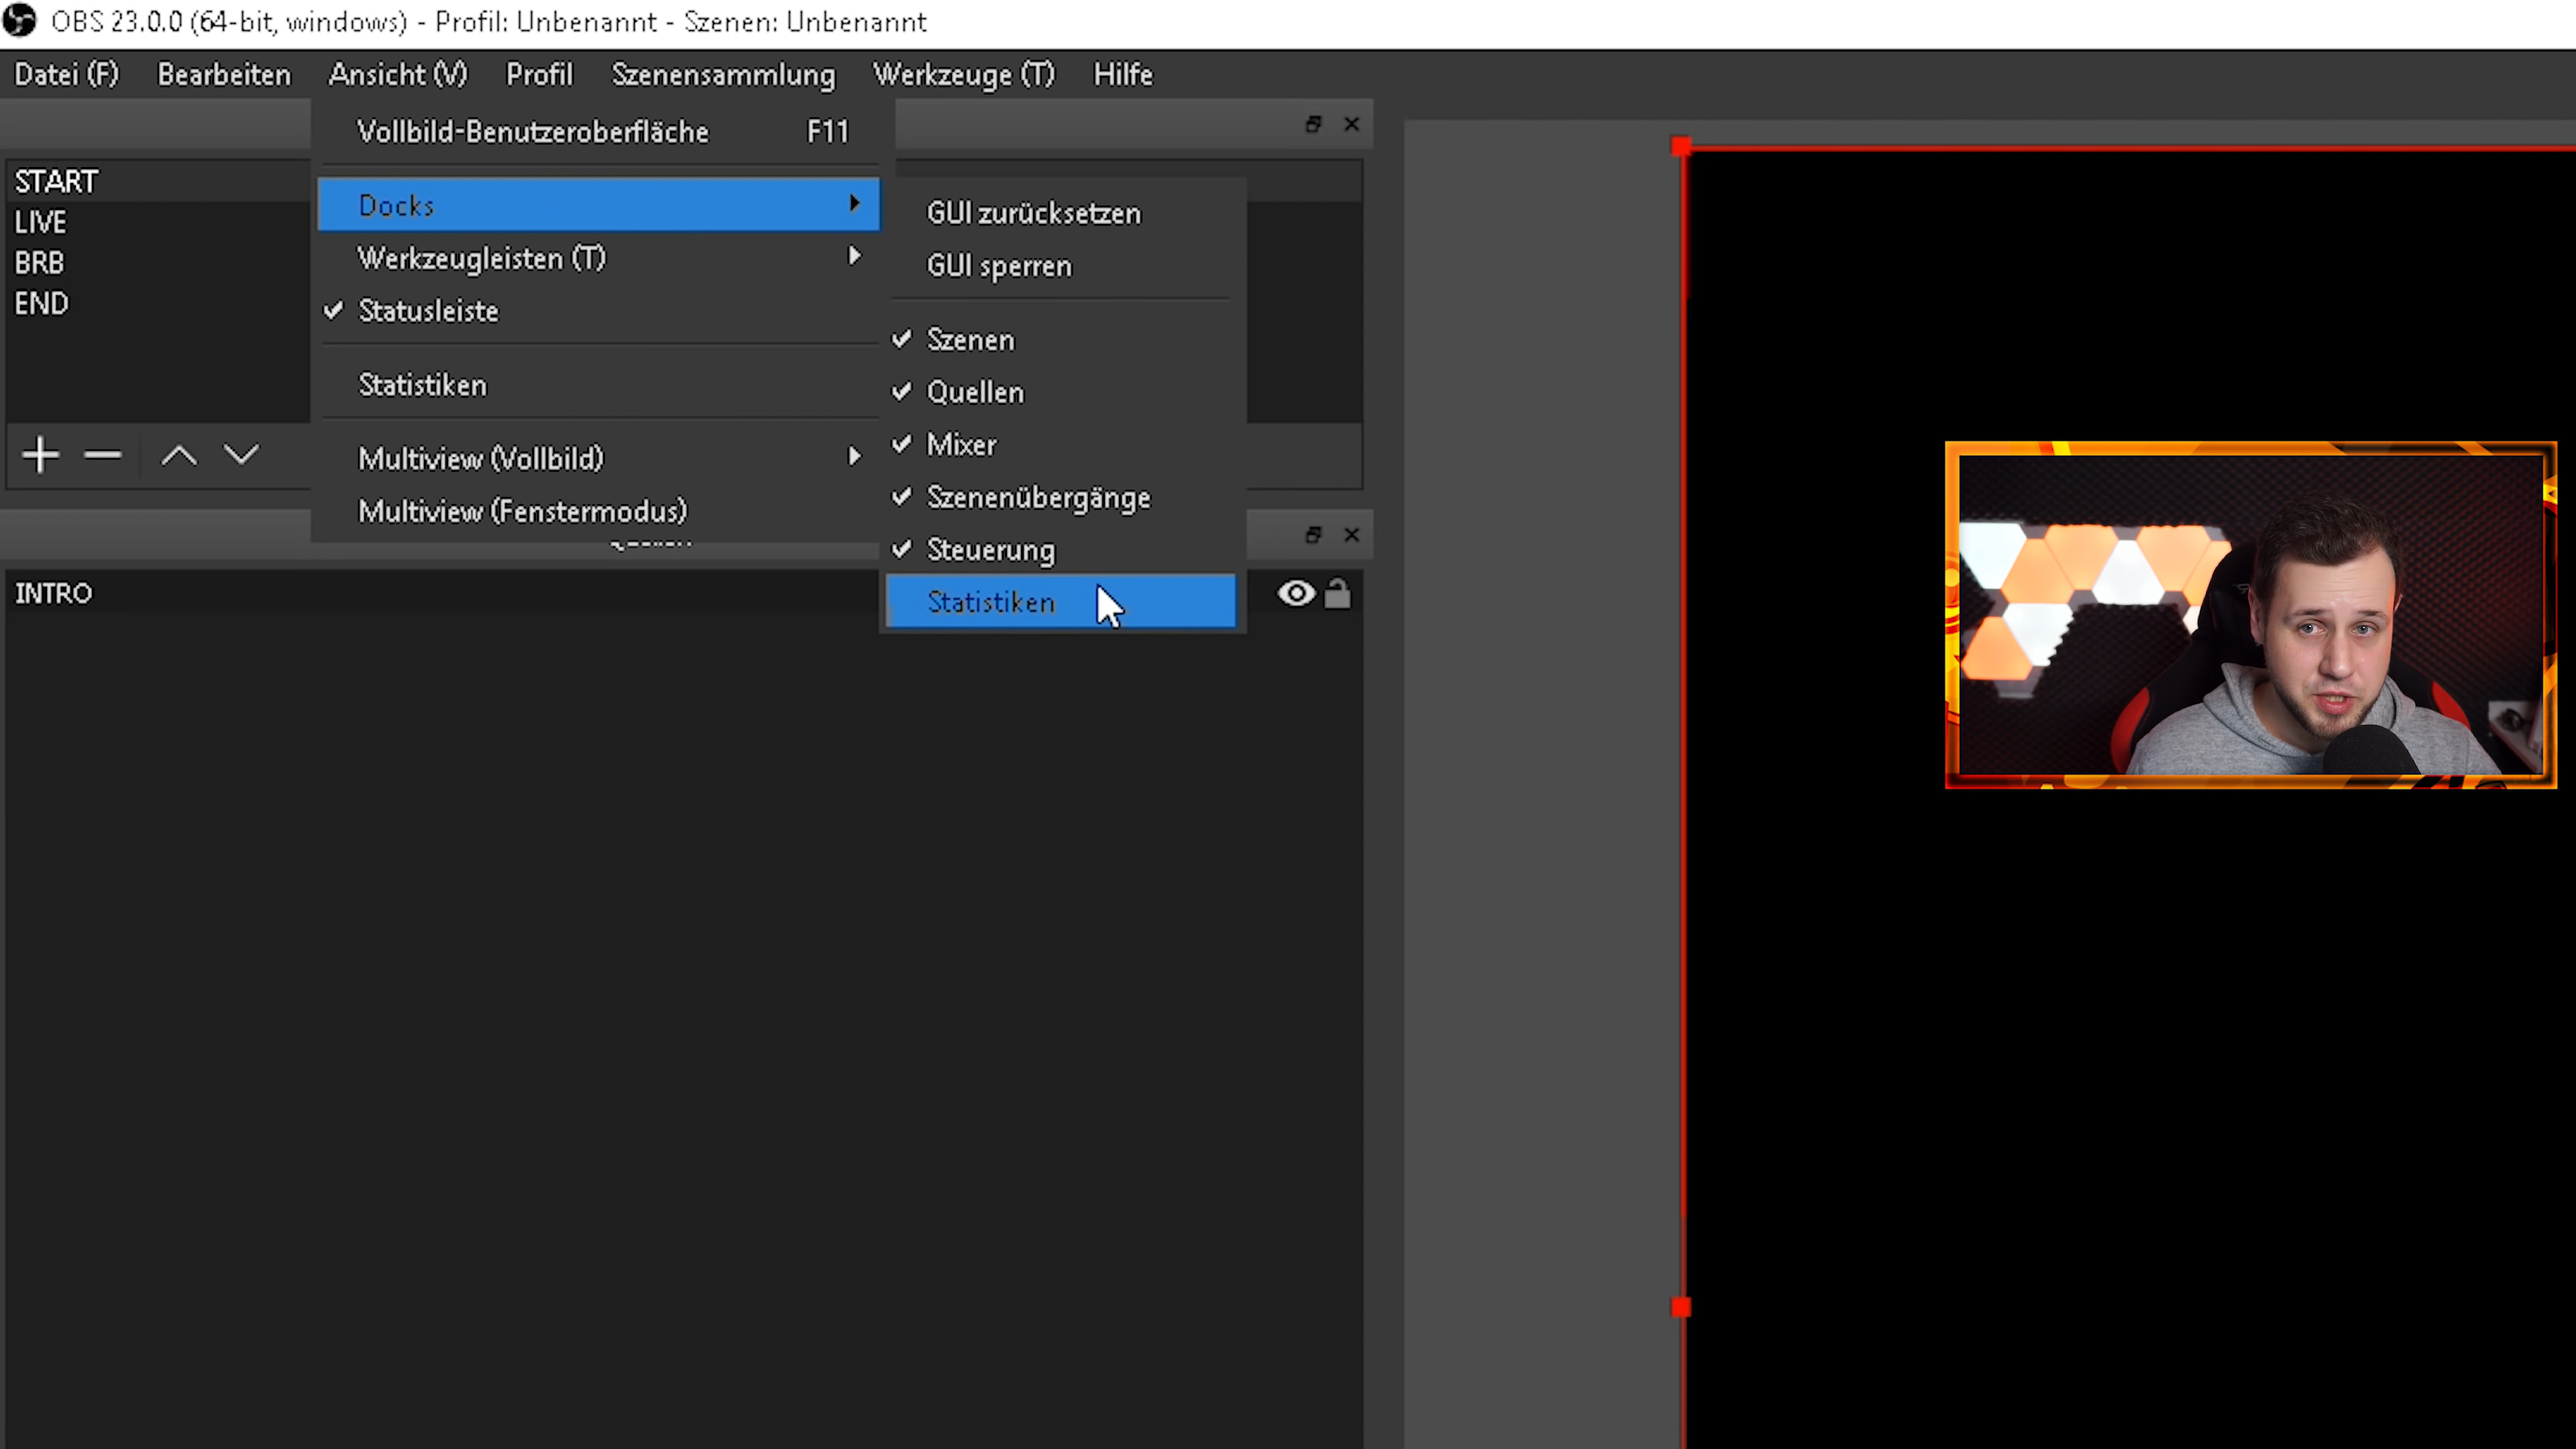 OBS 23.0.0 (64-bit, windows) - Profil: Unbenannt - Szenen: Unbenannt
Datei (F) Bearbeiten Ansicht (V) Profil Szenensammlung Werkzeuge (T) Hilfe
Vollbild-Benutzeroberfläche F11
Docks
Werkzeugleisten (T)
Statusleiste
Statistiken
Multiview (Vollbild)
Multiview (Fenstermodus)
GUI zurücksetzen
GUI sperren
Szenen
Quellen
Mixer
Szenenübergänge
Steuerung
Statistiken
START
LIVE
BRB
END
INTRO